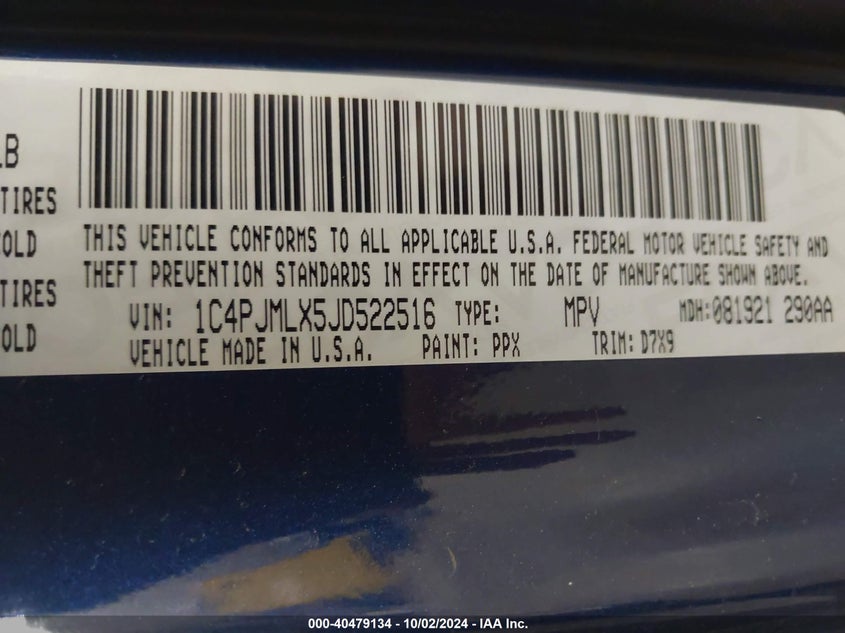 LB
TIRES
OLD
TIRES
OLD
THIS VEHICLE CONFORMS TO ALL APPLICABLE U.S.A. FEDERAL MOTOR VEHICLE SAFETY AND
THEFT PREVENTION STANDARDS IN EFFECT ON THE DATE OF MANUFACTURE SHOWN ABOVE.
VIN: 1C4PJMLX5JD522516 TYPE: MPV MDH:081921 290AA
VEHICLE MADE IN U.S.A. PAINT: PPX TRIM: D7X9
000-40479134 - 10/02/2024 - IAA Inc.